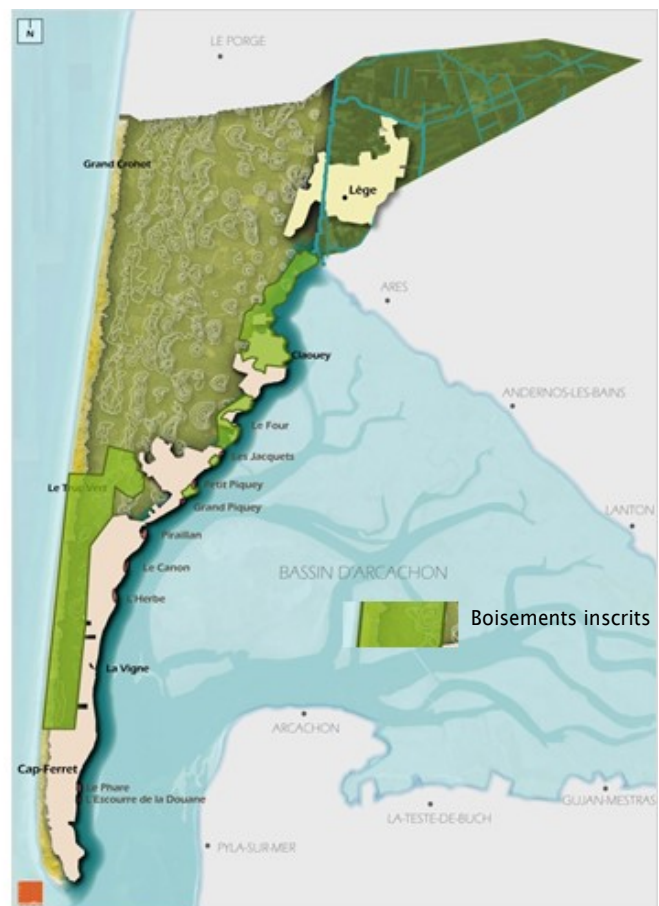 N
LE PORGE
Grand Crohot
Lège
ARES
Claouey
ANDERNOS-LES-BAINS
Le Four
Les Jacquets
Le Truc Vert
Petit Piquey
Grand Piquey
LANTON
Piraillan
BASSIN D'ARCACHON
Le Canon
L'Herbe
Boisements inscrits
La Vigne
ARCACHON
Cap-Ferret
Le Phare
L'Escourre de la Douane
GUJAN-MESTRAS
LA-TESTE-DE-BUCH
PYLA-SUR-MER